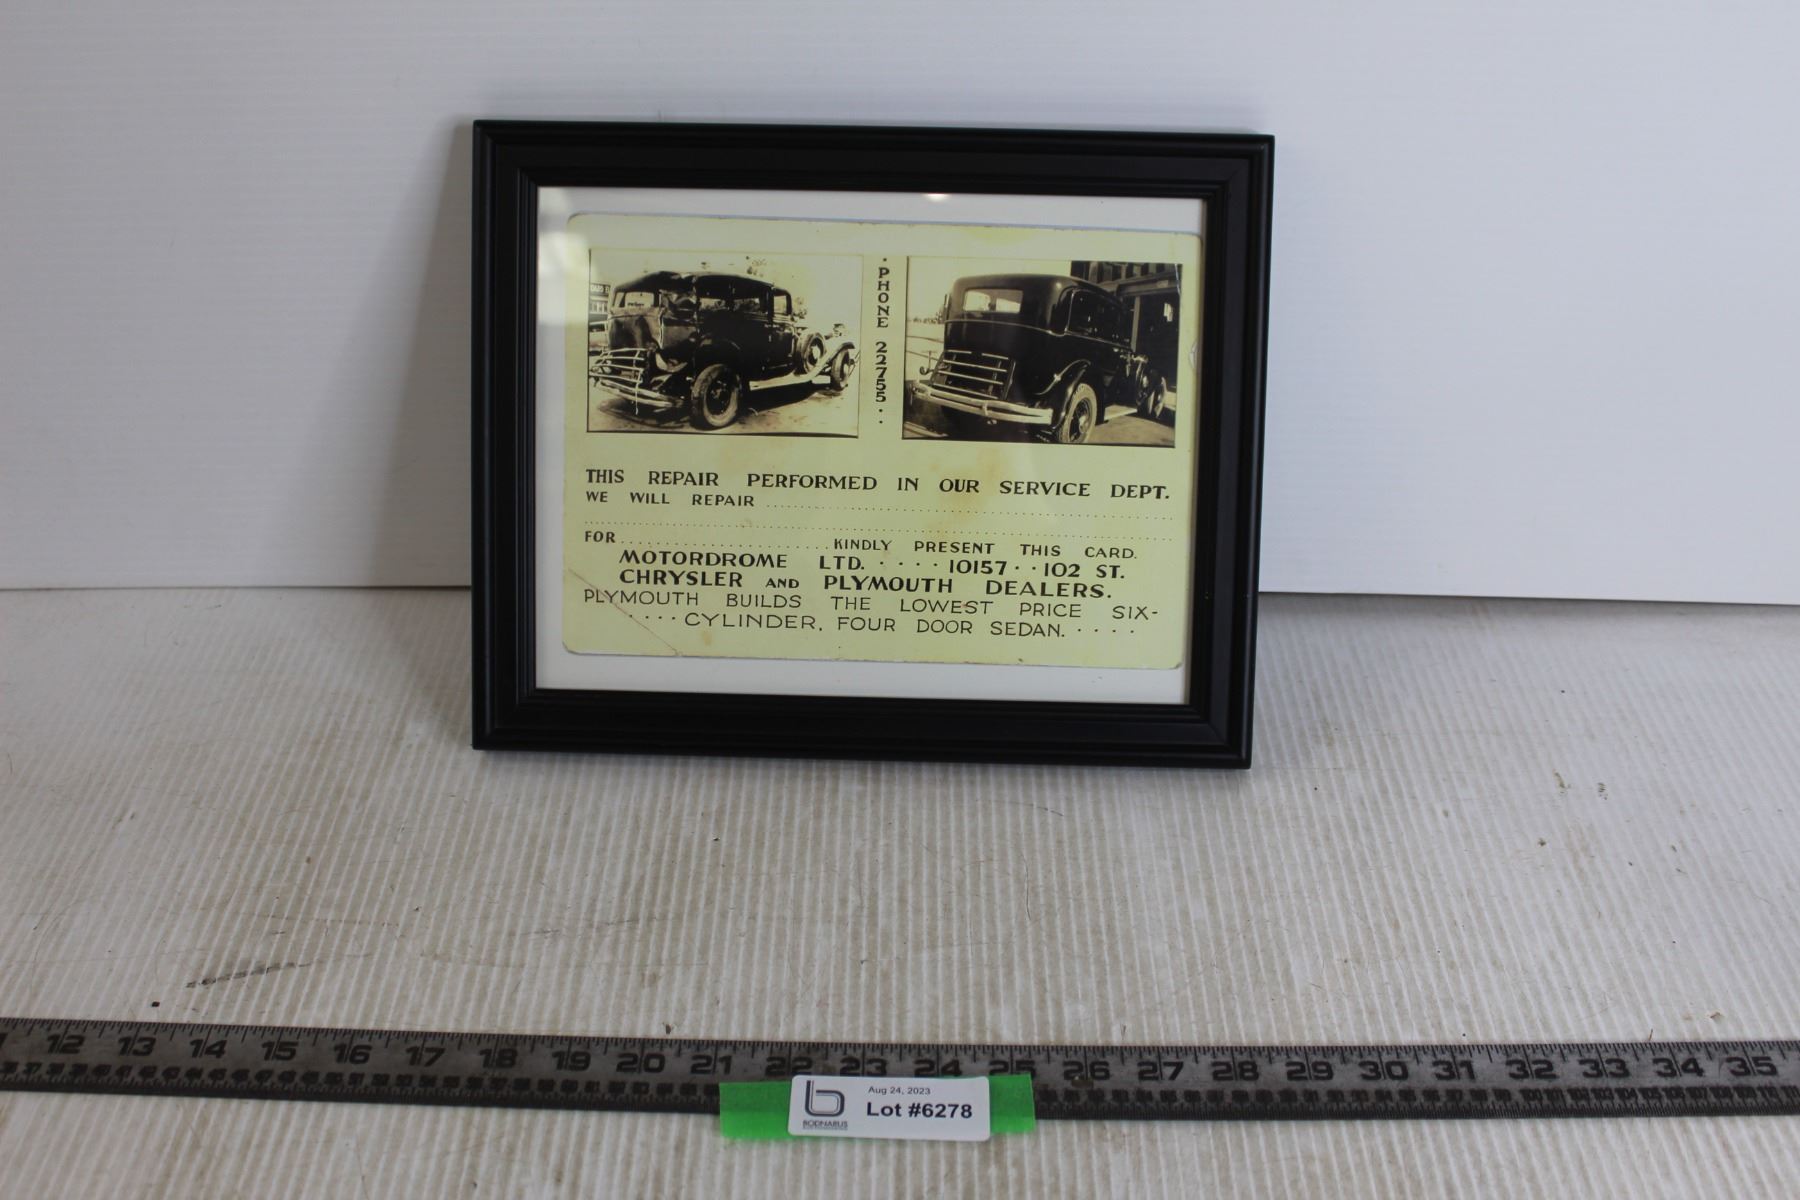 PHONE 22755
THIS REPAIR PERFORMED IN OUR SERVICE DEPT.
WE WILL REPAIR
FOR KINDLY PRESENT THIS CARD.
MOTORDROME LTD. 10157 102 ST.
CHRYSLER AND PLYMOUTH DEALERS.
PLYMOUTH BUILDS THE LOWEST PRICE SIX-
CYLINDER, FOUR DOOR SEDAN.
12 13 14 15 16 17 18 19 20 21 22 23 24 25 26 27 28 29 30 31 32 33 34 35
Aug 24, 2023
Lot #6278
BODNARUS